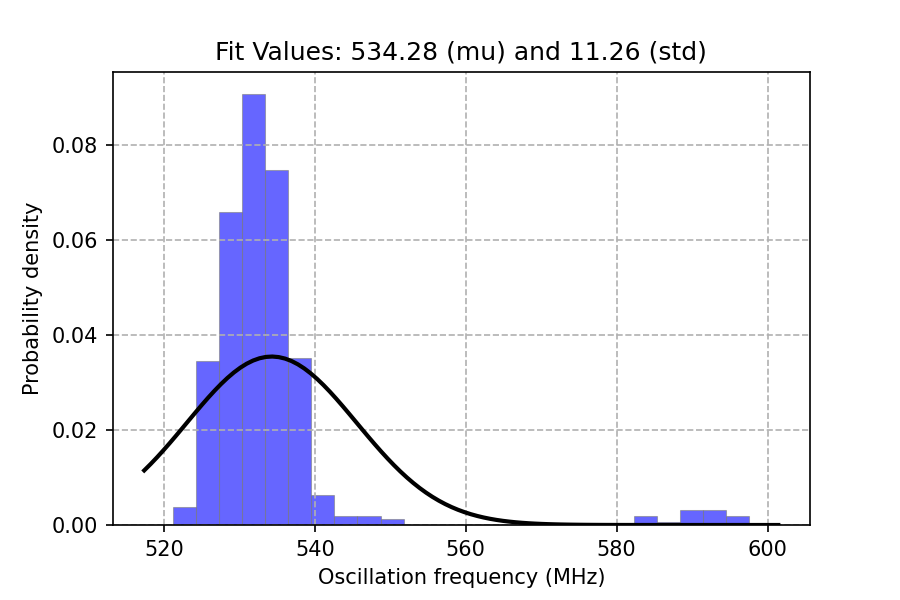 Fit Values: 534.28 (mu) and 11.26 (std)
Probability density
0.08
0.06
0.04
0.02
0.00
520 540 560 580 600
Oscillation frequency (MHz)